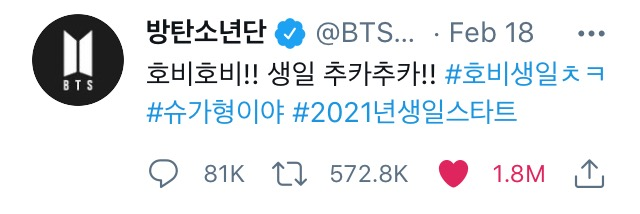 방탄소년단 @BTS... · Feb 18 ...
호비호비!! 생일 추카추카!! #호비생일ㅊㅋ
#슈가형이야 #2021년생일스타트
81K 572.8K 1.8M
BTS